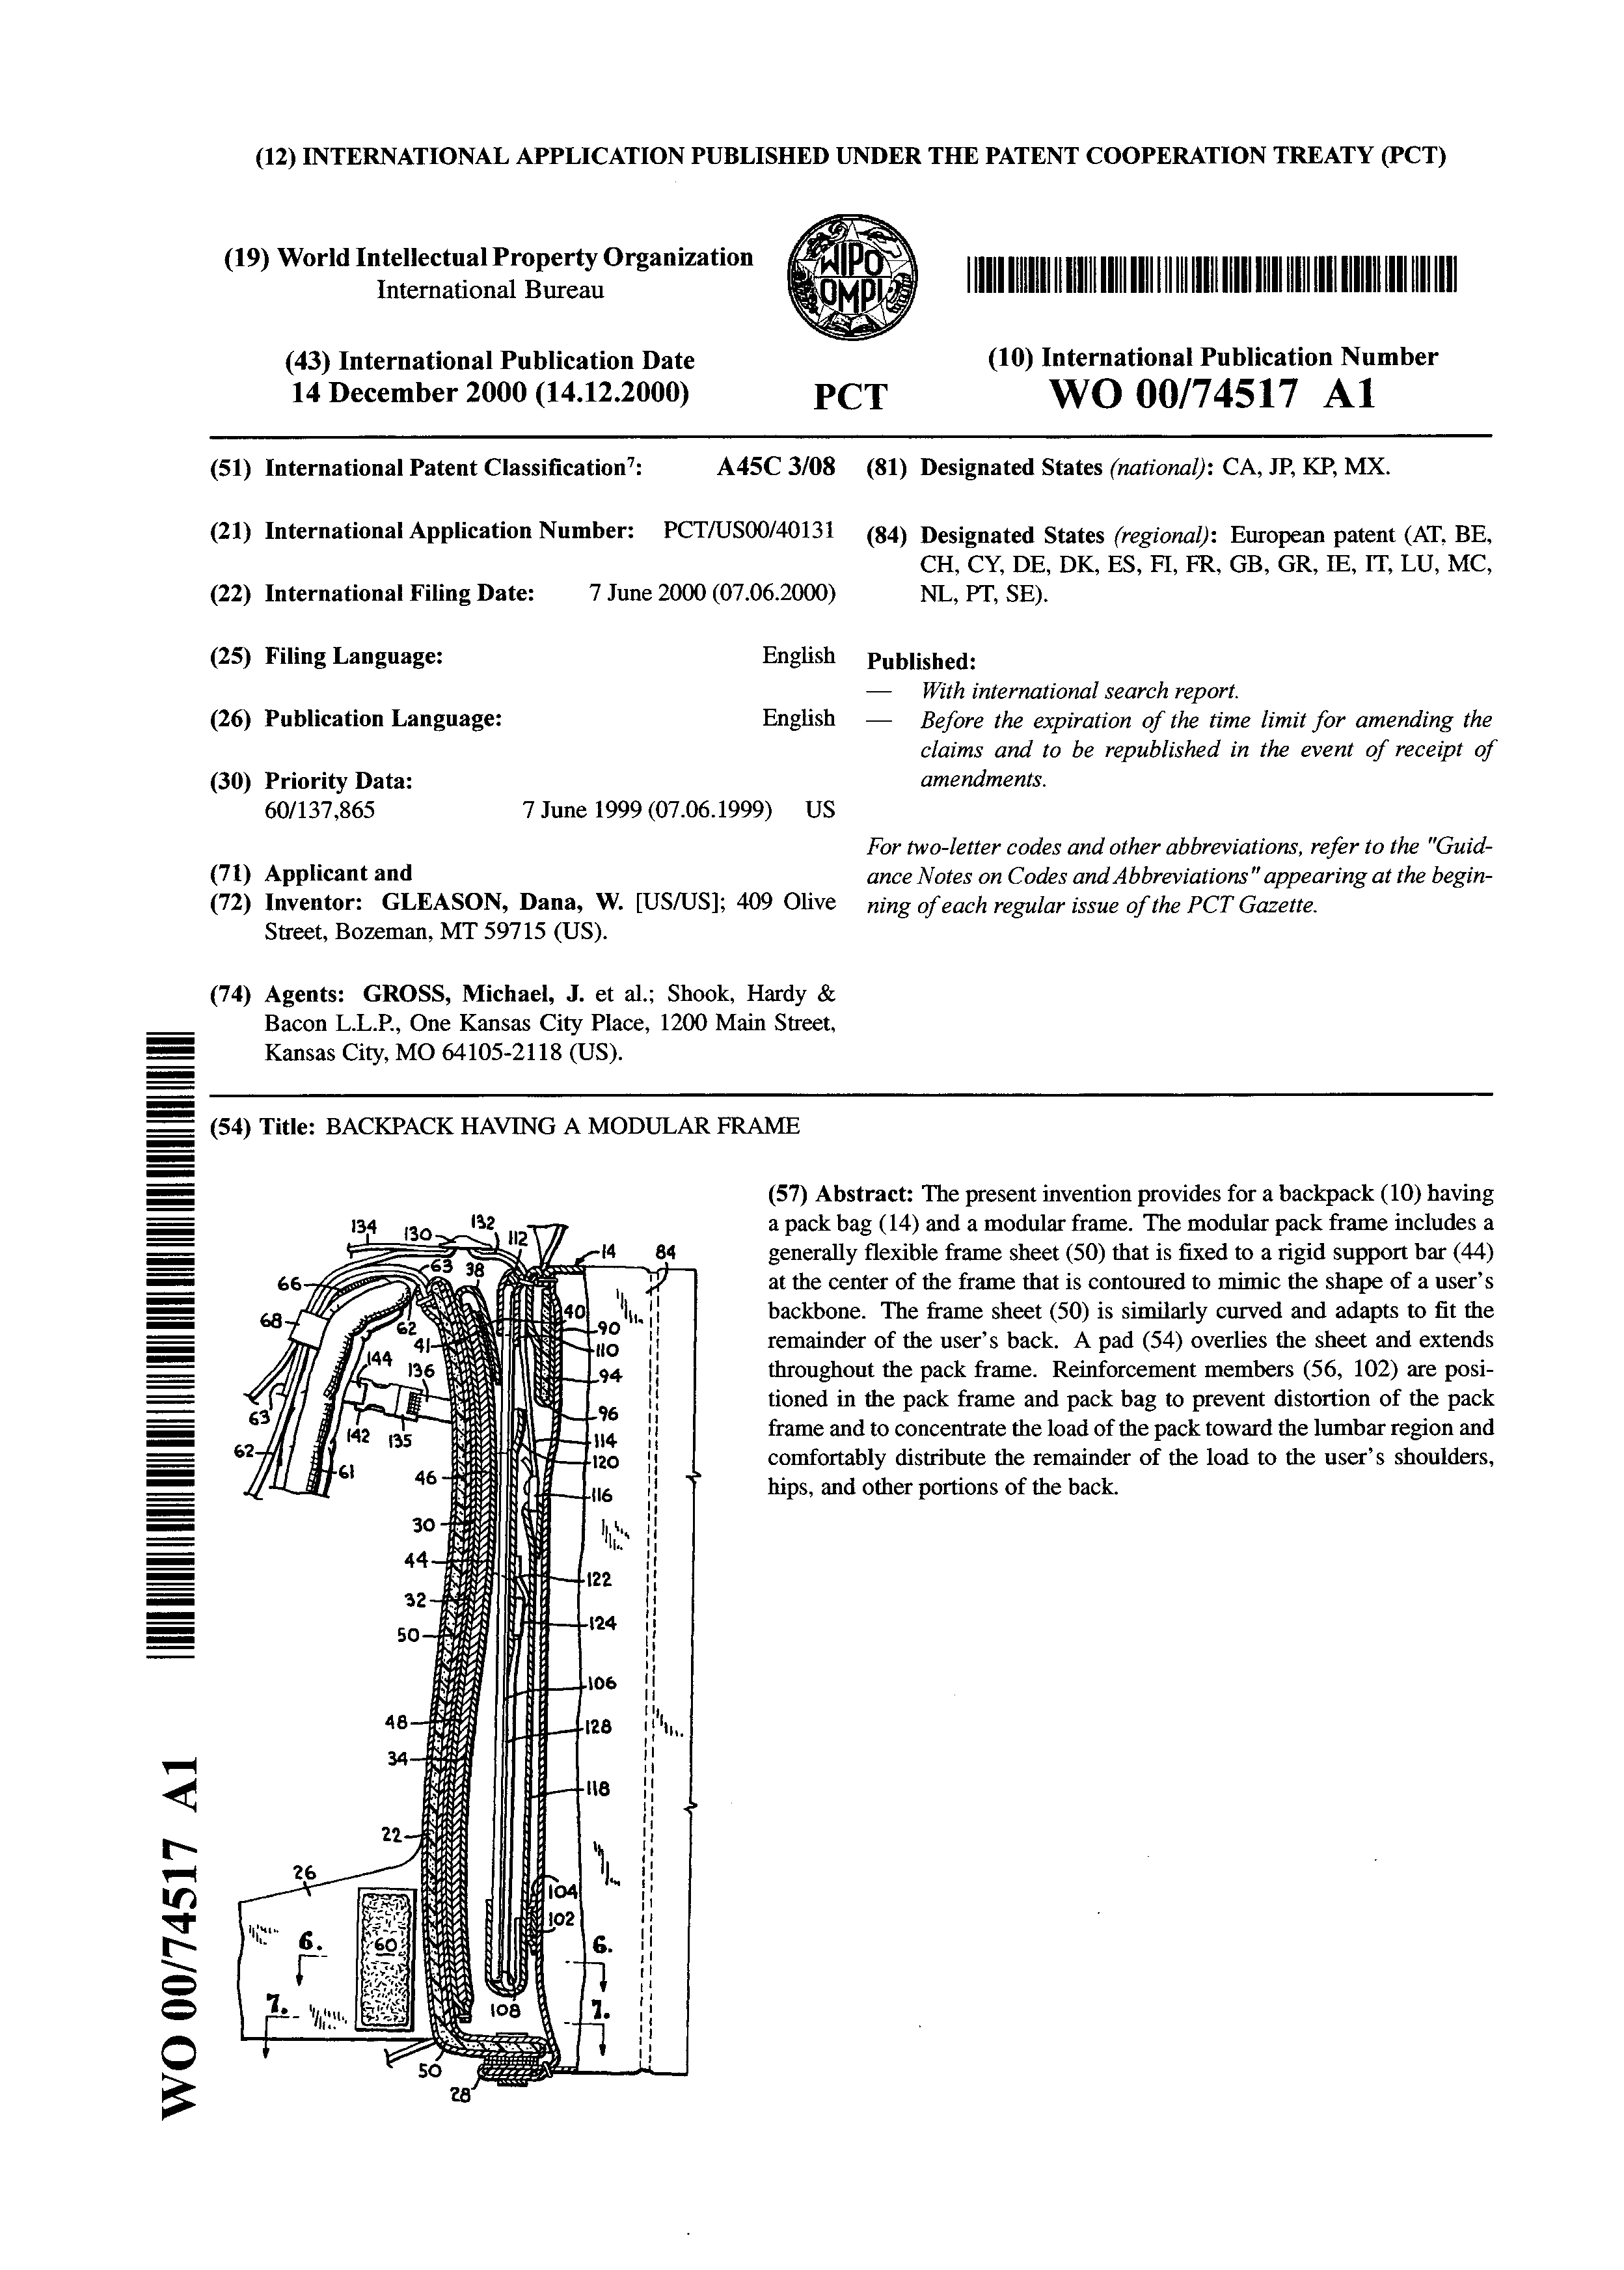 (12) INTERNATIONAL APPLICATION PUBLISHED UNDER THE PATENT COOPERATION TREATY (PCT)
(19) World Intellectual Property Organization
International Bureau
WIPO
OMPI
(43) International Publication Date
14 December 2000 (14.12.2000)
PCT
(10) International Publication Number
WO 00/74517 A1
(51) International Patent Classification7: A45C 3/08
(21) International Application Number: PCT/US00/40131
(22) International Filing Date: 7 June 2000 (07.06.2000)
(25) Filing Language: English
(26) Publication Language: English
(30) Priority Data:
60/137,865 7 June 1999 (07.06.1999) US
(71) Applicant and
(72) Inventor: GLEASON, Dana, W. [US/US]; 409 Olive
Street, Bozeman, MT 59715 (US).
(74) Agents: GROSS, Michael, J. et al.; Shook, Hardy &
Bacon L.L.P., One Kansas City Place, 1200 Main Street,
Kansas City, MO 64105-2118 (US).
(81) Designated States (national): CA, JP, KP, MX.
(84) Designated States (regional): European patent (AT, BE,
CH, CY, DE, DK, ES, FI, FR, GB, GR, IE, IT, LU, MC,
NL, PT, SE).
Published:
— With international search report.
— Before the expiration of the time limit for amending the
claims and to be republished in the event of receipt of
amendments.
For two-letter codes and other abbreviations, refer to the "Guid-
ance Notes on Codes and Abbreviations" appearing at the begin-
ning of each regular issue of the PCT Gazette.
(54) Title: BACKPACK HAVING A MODULAR FRAME
(57) Abstract: The present invention provides for a backpack (10) having
a pack bag (14) and a modular frame. The modular pack frame includes a
generally flexible frame sheet (50) that is fixed to a rigid support bar (44)
at the center of the frame that is contoured to mimic the shape of a user's
backbone. The frame sheet (50) is similarly curved and adapts to fit the
remainder of the user's back. A pad (54) overlies the sheet and extends
throughout the pack frame. Reinforcement members (56, 102) are posi-
tioned in the pack frame and pack bag to prevent distortion of the pack
frame and to concentrate the load of the pack toward the lumbar region and
comfortably distribute the remainder of the load to the user's shoulders,
hips, and other portions of the back.
134
130
132
112
14
84
66
63
38
68
62
41
40
90
110
144
136
94
63
142
135
96
62
61
114
120
46
116
30
44
122
32
124
50
106
48
128
34
118
22
26
104
102
6.
60
6.
7.
108
7.
50
28
WO 00/74517 A1